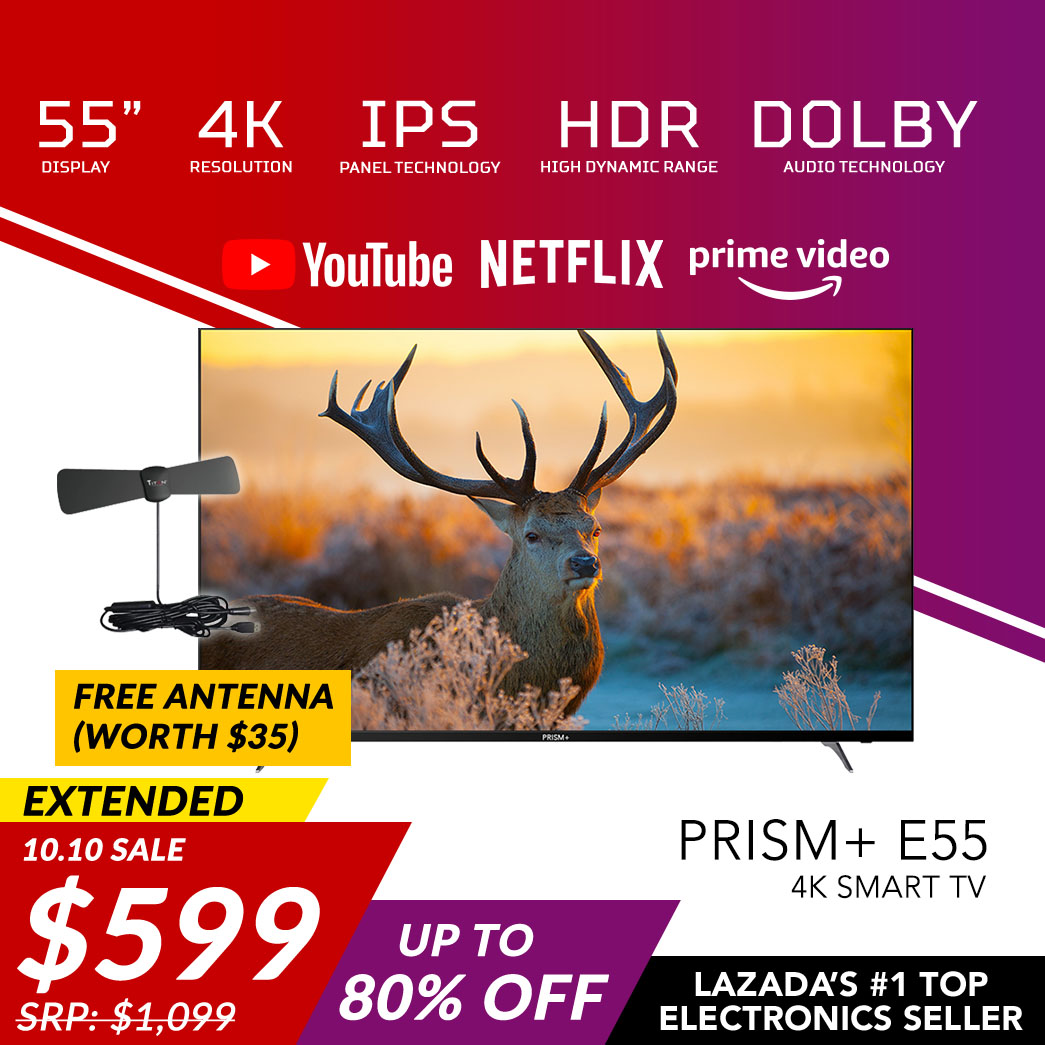 55”
DISPLAY
4K
RESOLUTION
IPS
PANEL TECHNOLOGY
HDR
HIGH DYNAMIC RANGE
DOLBY
AUDIO TECHNOLOGY
YouTube
NETFLIX
prime video
PRISM+
FREE ANTENNA
(WORTH $35)
EXTENDED
10.10 SALE
$599
SRP: $1,099
UP TO
80% OFF
PRISM+ E55
4K SMART TV
LAZADA’S #1 TOP
ELECTRONICS SELLER